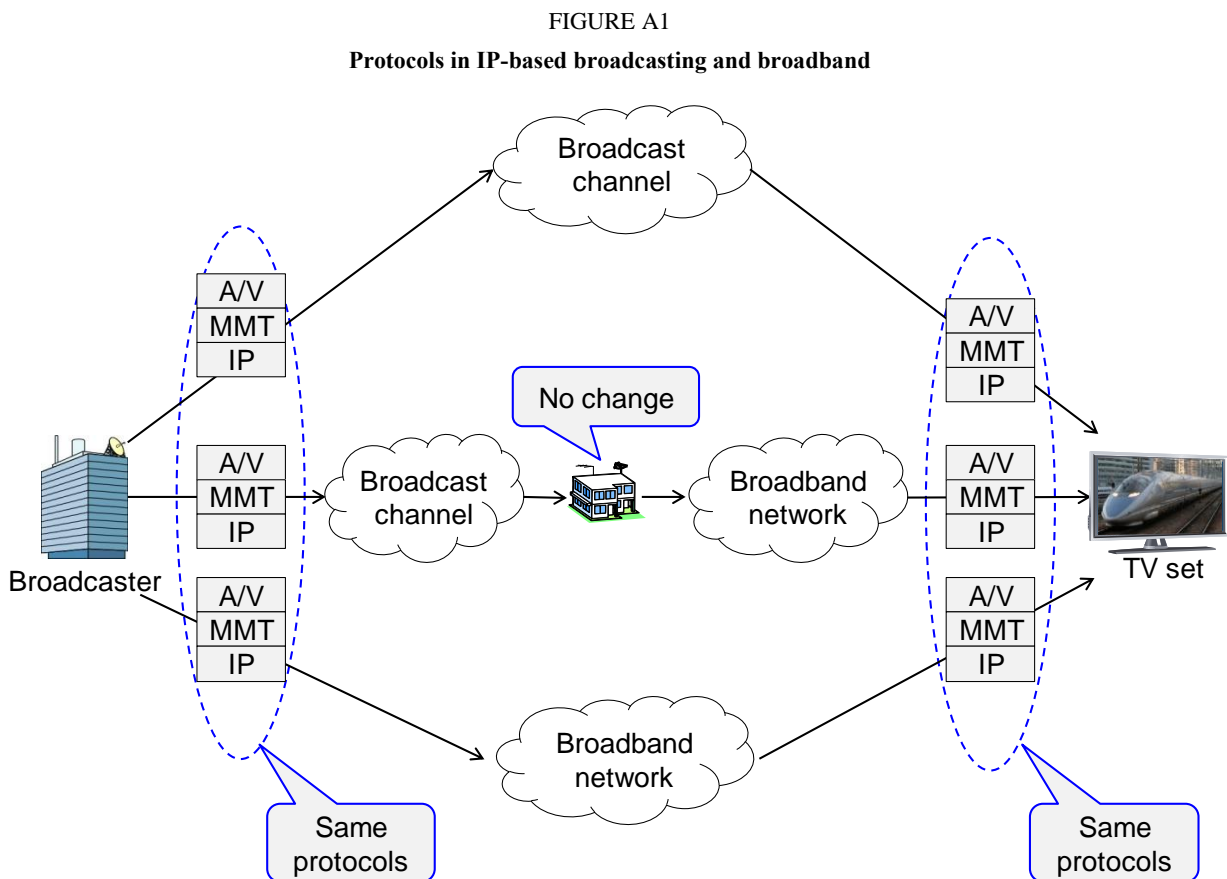 FIGURE A1
Protocols in IP-based broadcasting and broadband
Broadcast
channel
A/V
MMT
IP
A/V
MMT
IP
No change
A/V
MMT
IP
Broadcast
channel
Broadband
network
A/V
MMT
IP
Broadcaster
TV set
A/V
MMT
IP
A/V
MMT
IP
Broadband
network
Same
protocols
Same
protocols